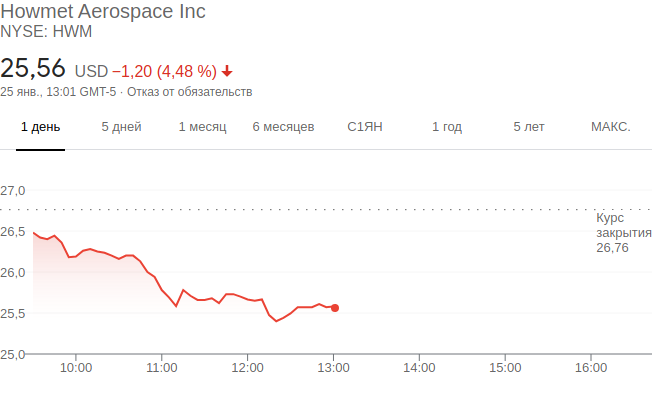 Howmet Aerospace Inc
NYSE: HWM
25,56 USD −1,20 (4,48 %)
25 янв., 13:01 GMT-5 · Отказ от обязательств
1 день 5 дней 1 месяц 6 месяцев С1ЯН 1 год 5 лет МАКС.
27,0
Курс
закрытия
26,76
26,5
26,0
25,5
25,0
10:00 11:00 12:00 13:00 14:00 15:00 16:00